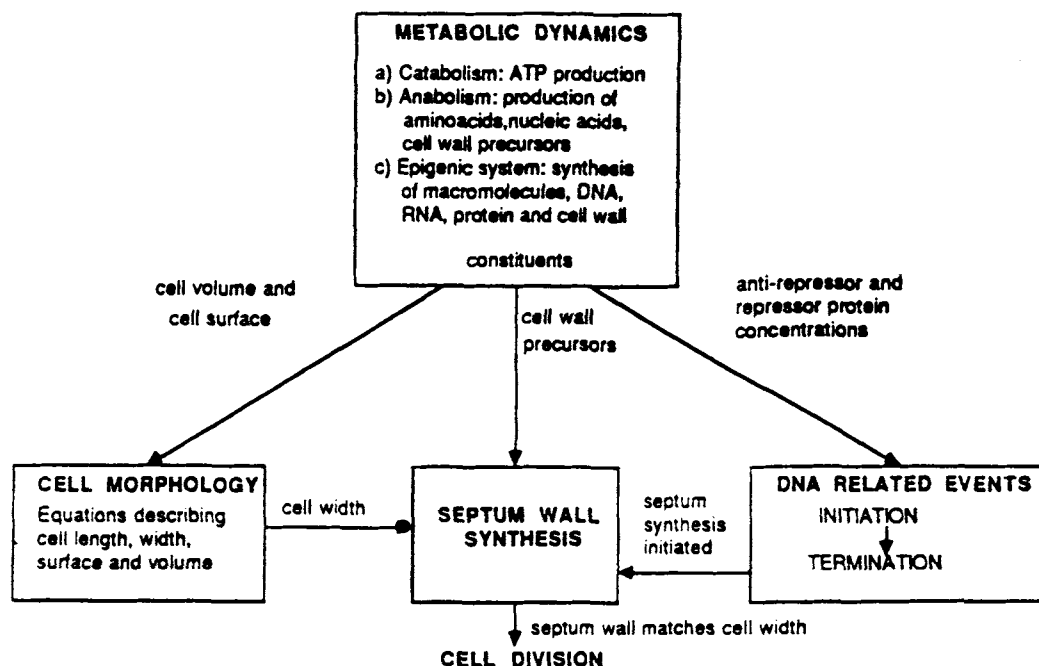 METABOLIC DYNAMICS
a) Catabolism: ATP production
b) Anabolism: production of
aminoacids,nucleic acids,
cell wall precursors
c) Epigenic system: synthesis
of macromolecules, DNA,
RNA, protein and cell wall
constituents
cell volume and
cell surface
cell wall
precursors
anti-repressor and
repressor protein
concentrations
CELL MORPHOLOGY
Equations describing
cell length, width,
surface and volume
cell width
SEPTUM WALL
SYNTHESIS
septum
synthesis
initiated
DNA RELATED EVENTS
INITIATION
TERMINATION
septum wall matches cell width
CELL DIVISION